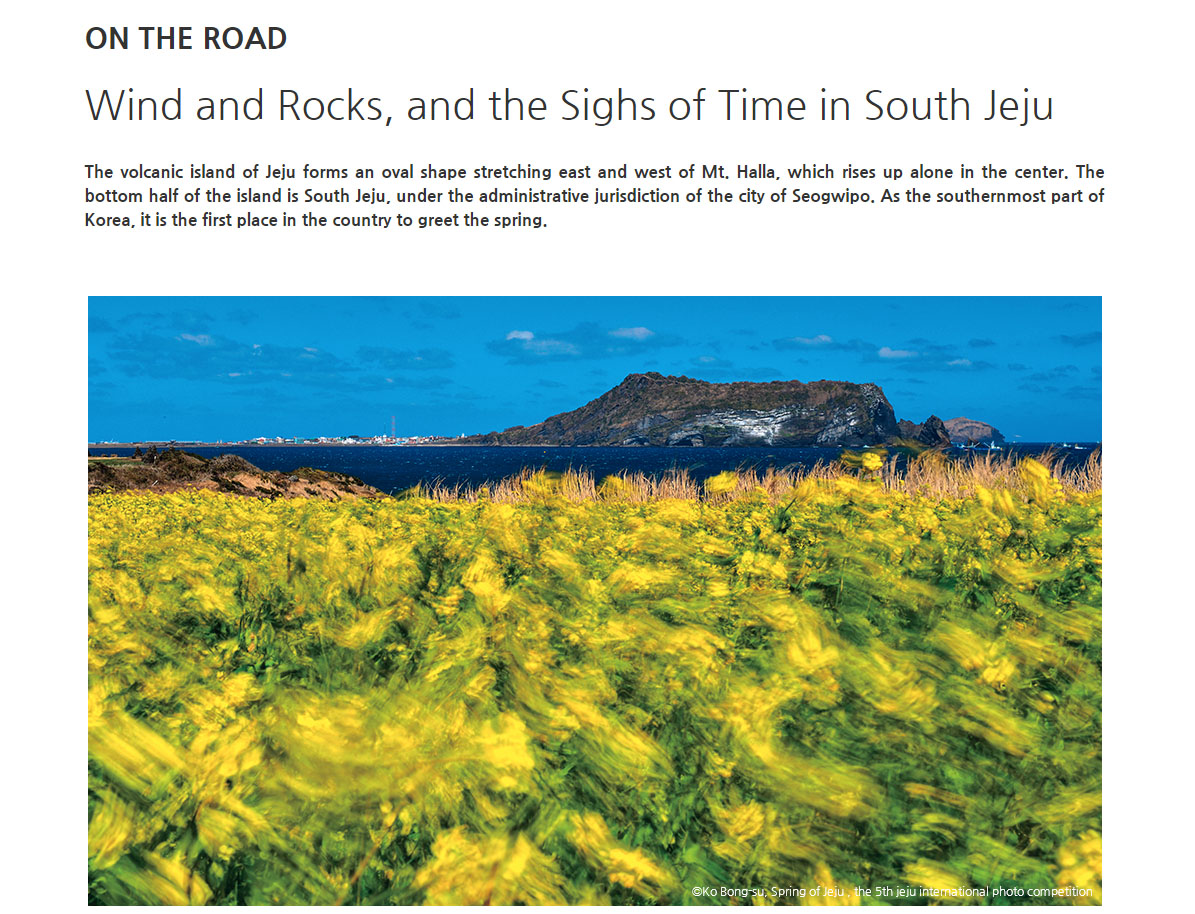 ON THE ROAD
Wind and Rocks, and the Sighs of Time in South Jeju
The volcanic island of Jeju forms an oval shape stretching east and west of Mt. Halla, which rises up alone in the center. The
bottom half of the island is South Jeju, under the administrative jurisdiction of the city of Seogwipo. As the southernmost part of
Korea, it is the first place in the country to greet the spring.
©Ko Bong-su, Spring of Jeju , the 5th jeju international photo competition